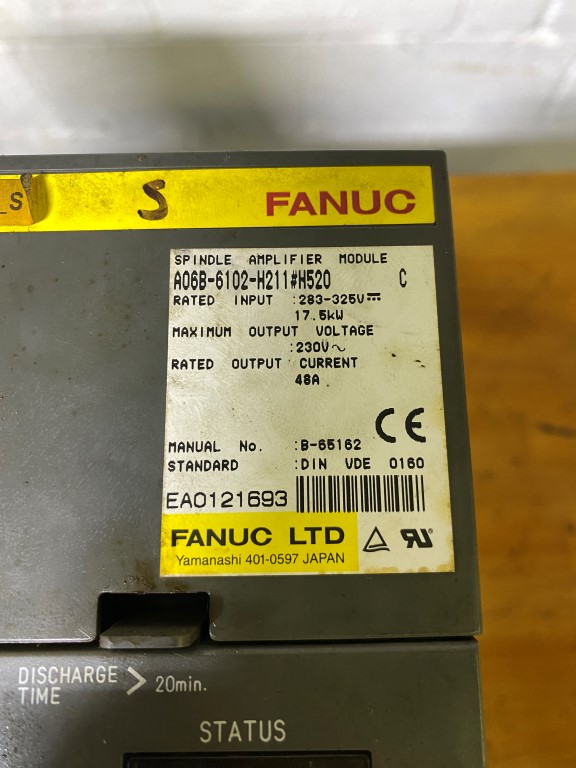 _S
S
FANUC
SPINDLE AMPLIFIER MODULE
A06B-6102-H211#H520 C
RATED INPUT :283-325V⎓
17.5kW
MAXIMUM OUTPUT VOLTAGE
:230V~
RATED OUTPUT CURRENT
48A
CE
MANUAL No. :B-65162
STANDARD :DIN VDE 0160
EA0121693
FANUC LTD
Yamanashi 401-0597 JAPAN
DISCHARGE TIME > 20min.
STATUS